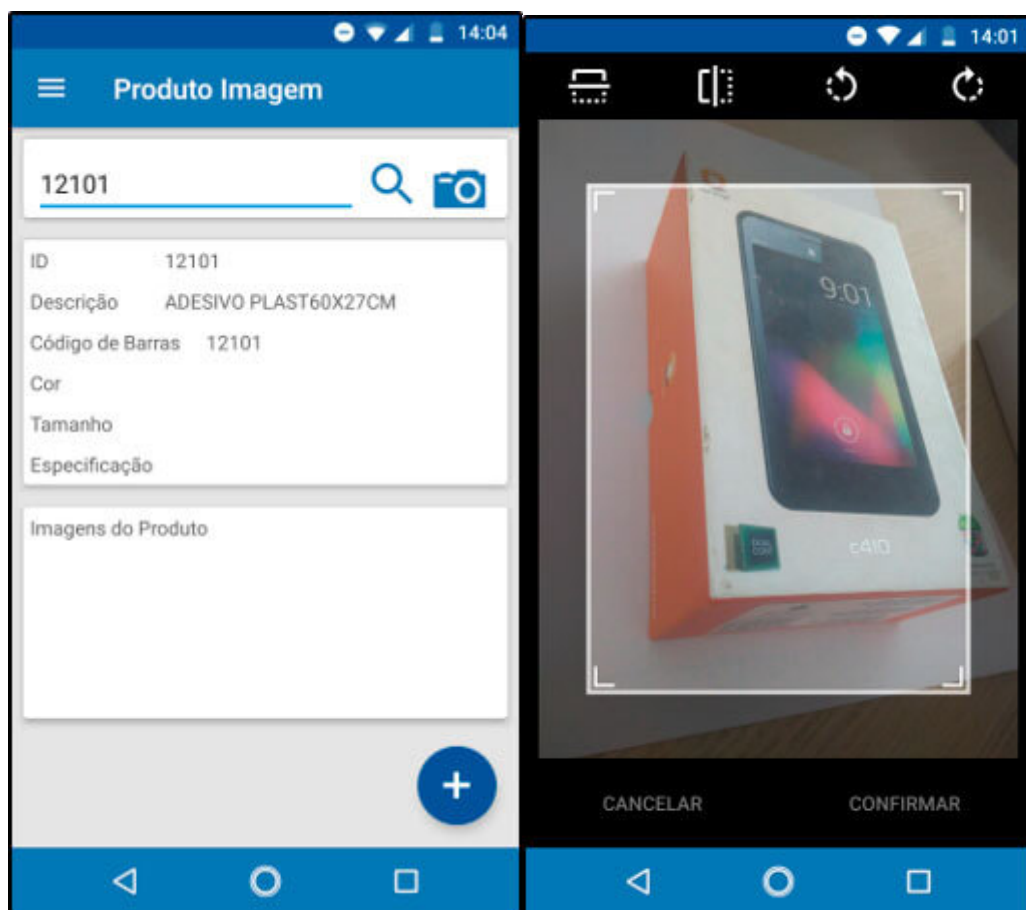 14:04
Produto Imagem
12101
ID 12101
Descrição ADESIVO PLAST60X27CM
Código de Barras 12101
Cor
Tamanho
Especificação
Imagens do Produto
14:01
9:01
c410
CANCELAR CONFIRMAR